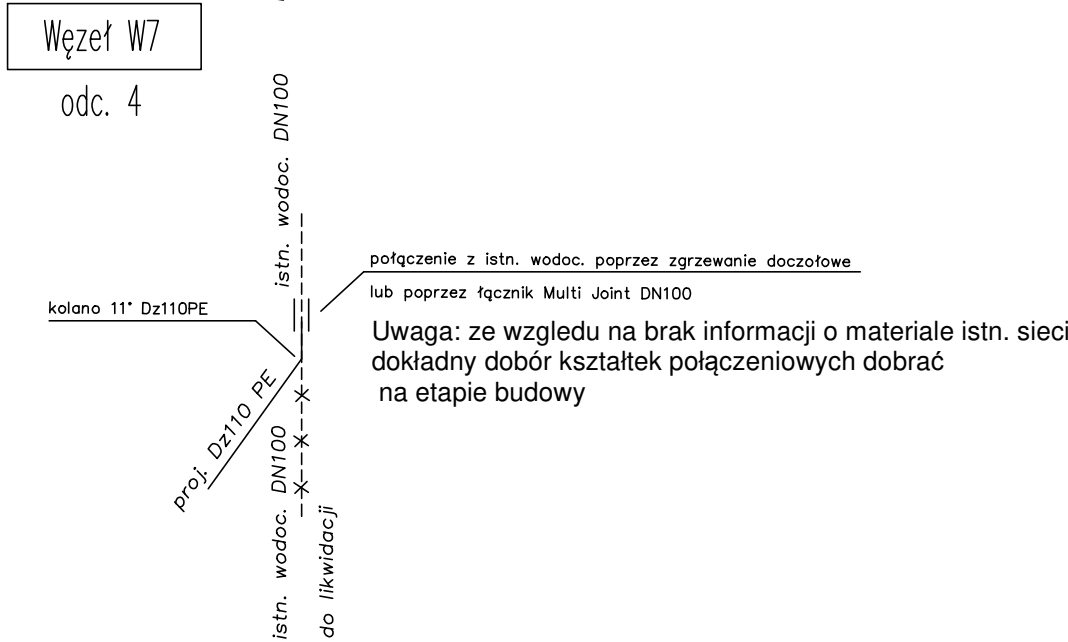 Węzeł W7
odc. 4
istn. wodoc. DN100
połączenie z istn. wodoc. poprzez zgrzewanie doczołowe
lub poprzez łącznik Multi Joint DN100
kolano 11° Dz110PE
Uwaga: ze wzgledu na brak informacji o materiale istn. sieci
dokładny dobór kształtek połączeniowych dobrać
na etapie budowy
proj. Dz110 PE
istn. wodoc. DN100
do likwidacji